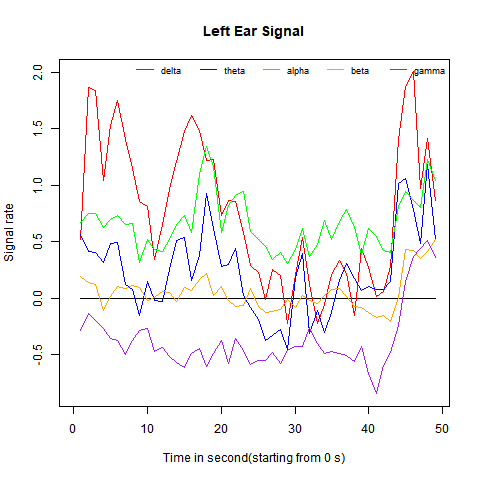 Left Ear Signal
delta theta alpha beta gamma
2.0
1.5
1.0
0.5
0.0
-0.5
Signal rate
0 10 20 30 40 50
Time in second(starting from 0 s)